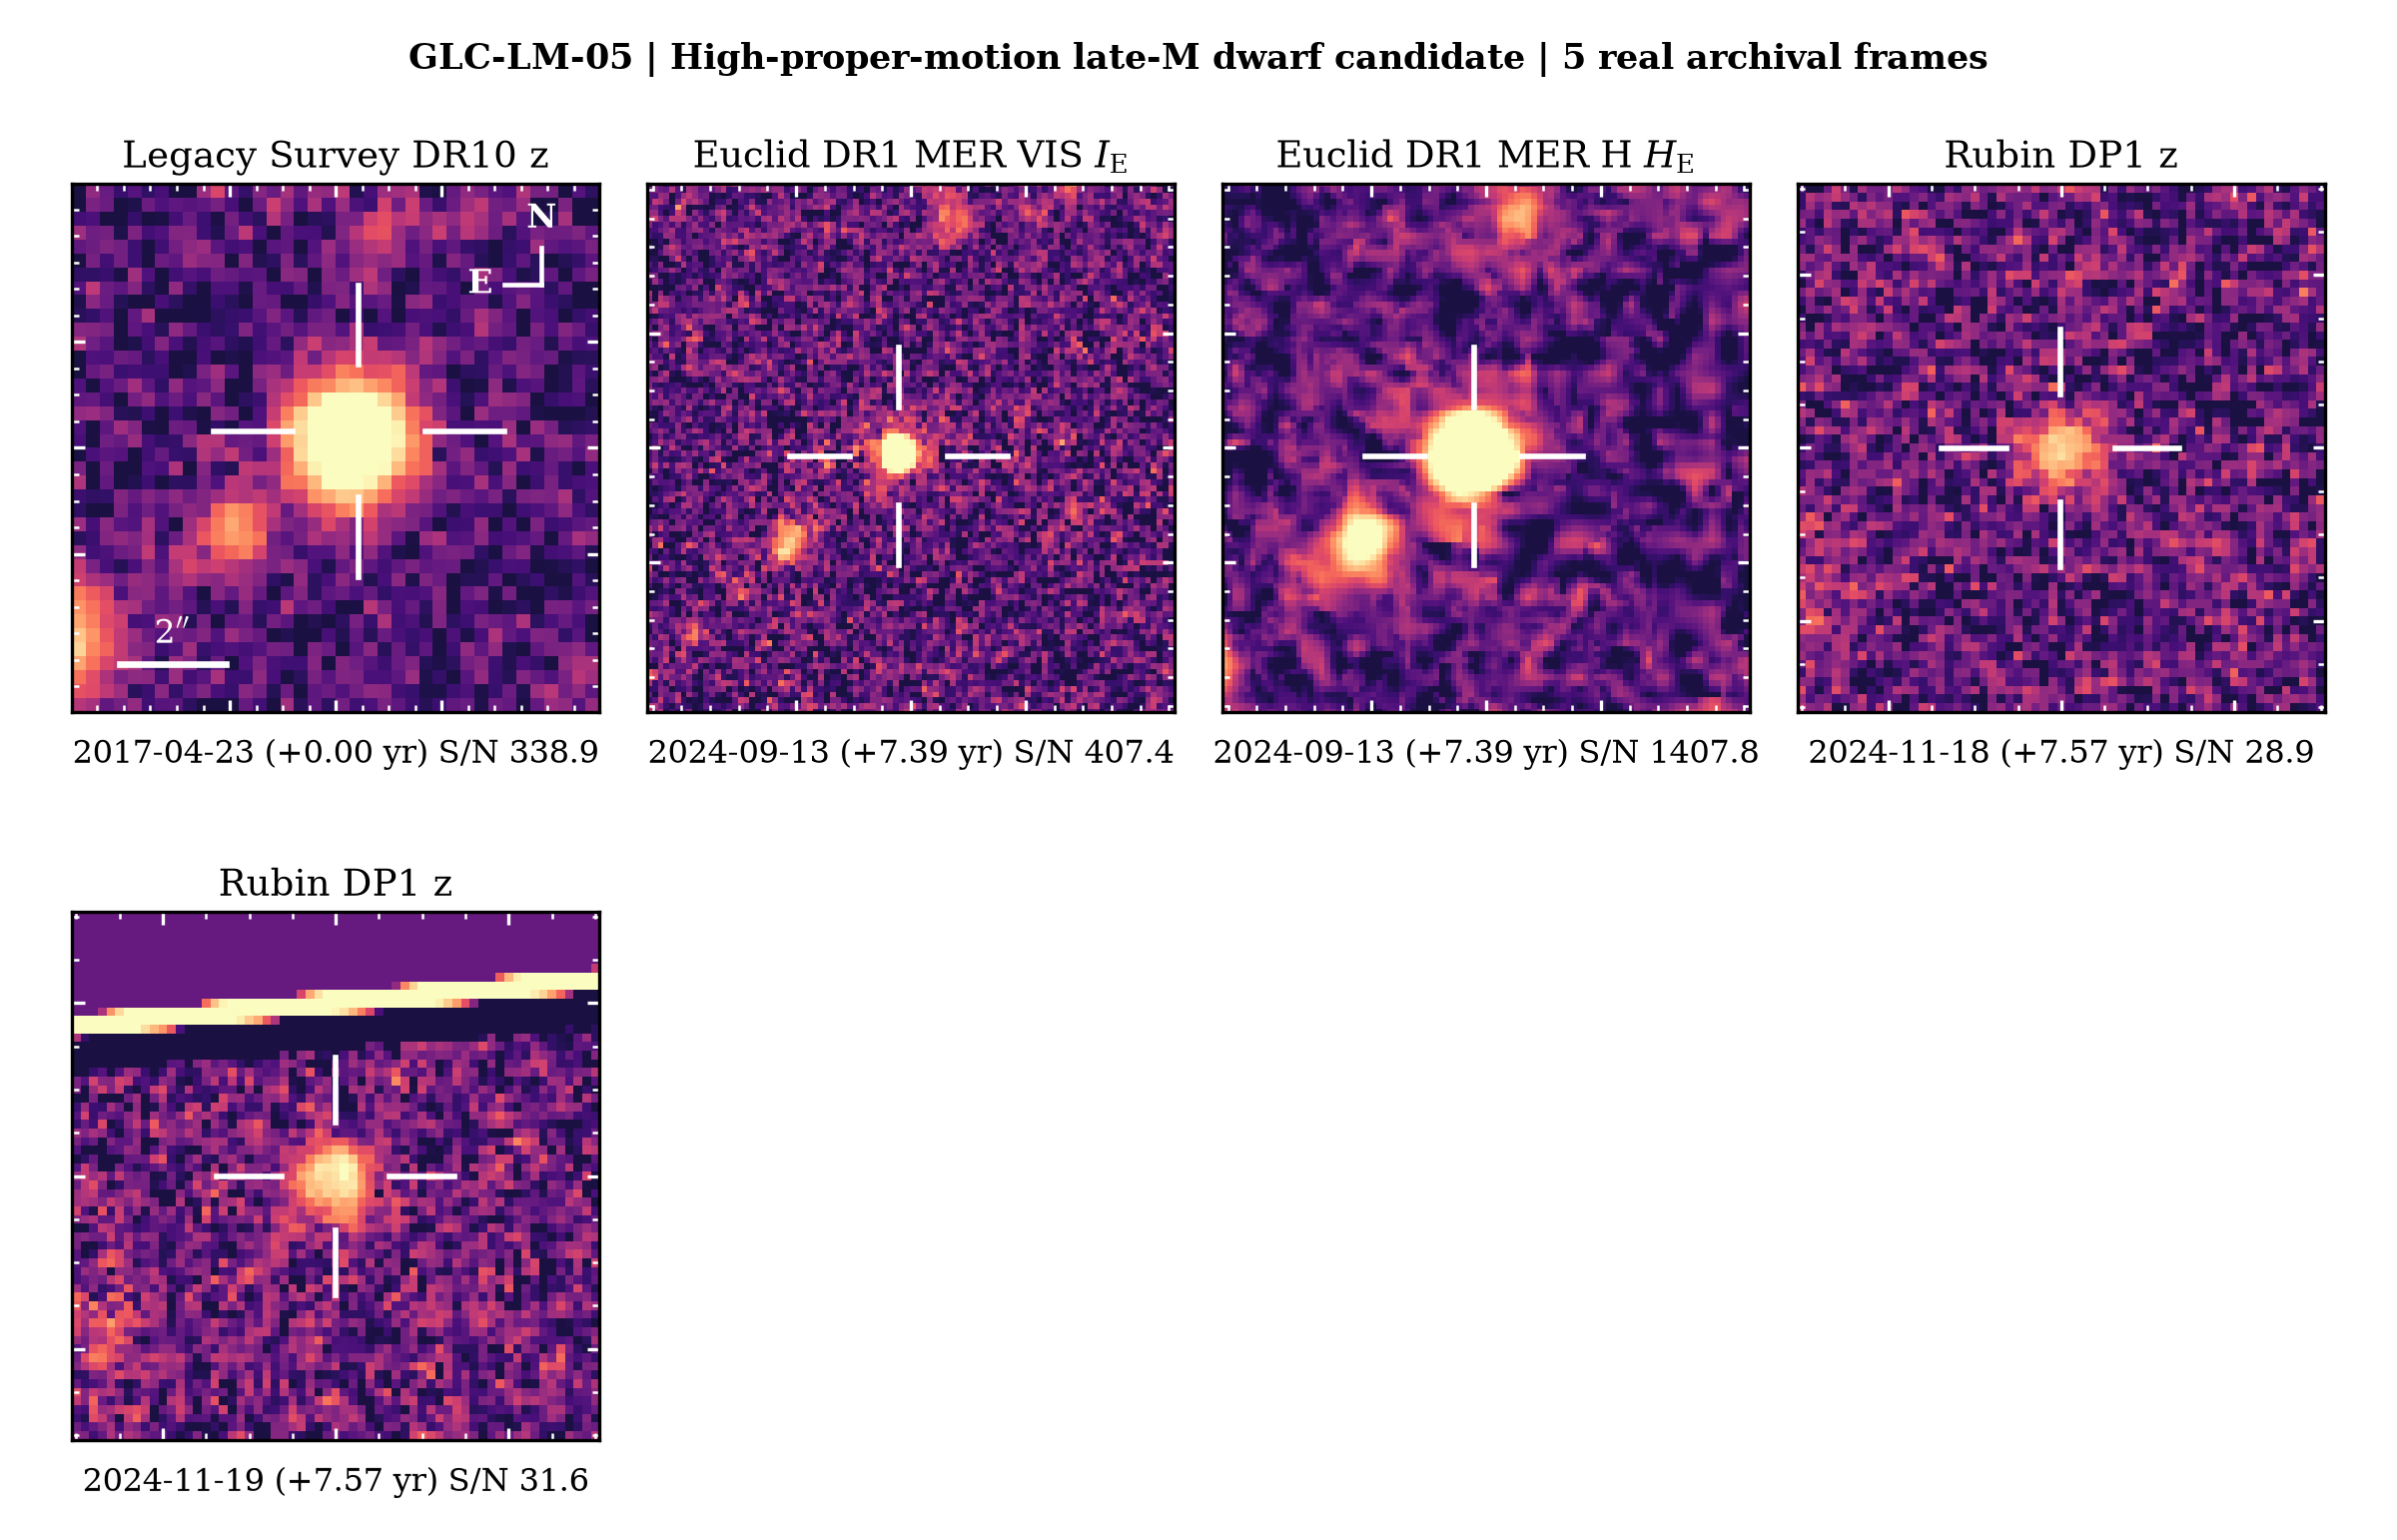 GLC-LM-05 | High-proper-motion late-M dwarf candidate | 5 real archival frames
Legacy Survey DR10 z
Euclid DR1 MER VIS I_E
Euclid DR1 MER H H_E
Rubin DP1 z
N
E
2″
2017-04-23 (+0.00 yr) S/N 338.9
2024-09-13 (+7.39 yr) S/N 407.4
2024-09-13 (+7.39 yr) S/N 1407.8
2024-11-18 (+7.57 yr) S/N 28.9
Rubin DP1 z
2024-11-19 (+7.57 yr) S/N 31.6